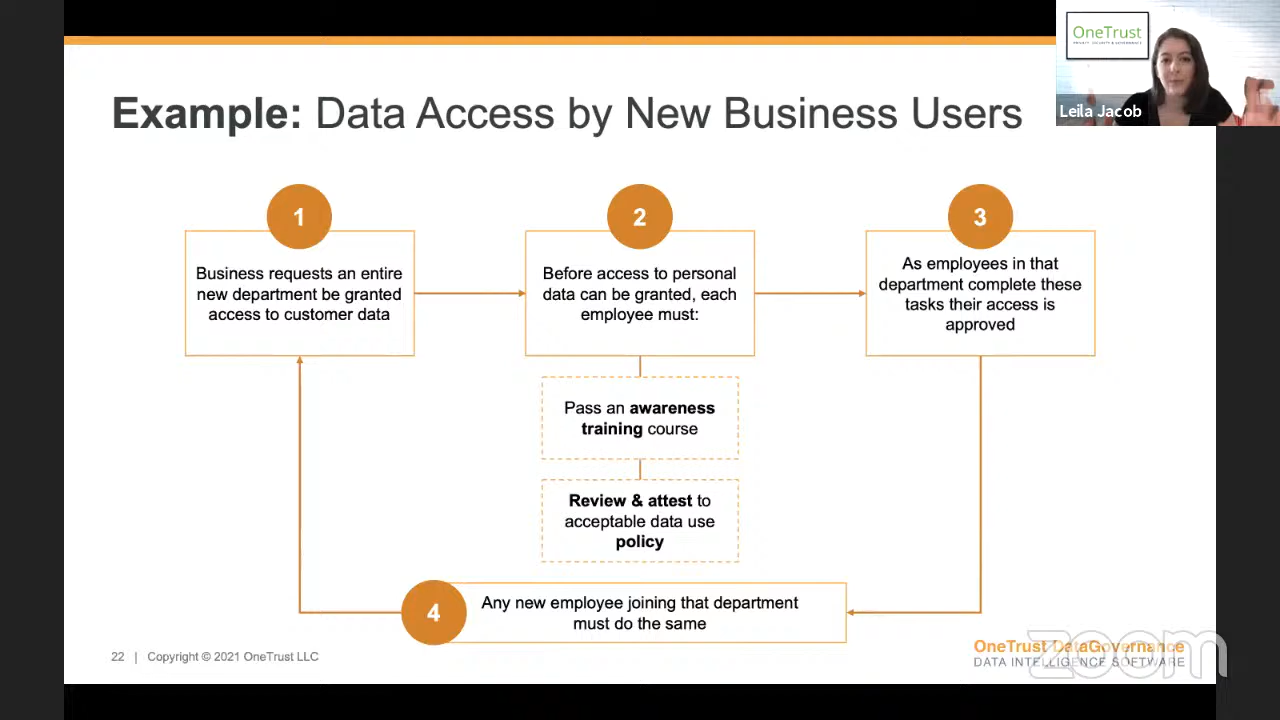 OneTrust
Leila Jacob
Example: Data Access by New Business Users
1
Business requests an entire
new department be granted
access to customer data
2
Before access to personal
data can be granted, each
employee must:
Pass an awareness
training course
Review & attest to
acceptable data use
policy
3
As employees in that
department complete these
tasks their access is
approved
4
Any new employee joining that department
must do the same
22 | Copyright © 2021 OneTrust LLC
OneTrust DataGovernance
DATA INTELLIGENCE SOFTWARE
zoom